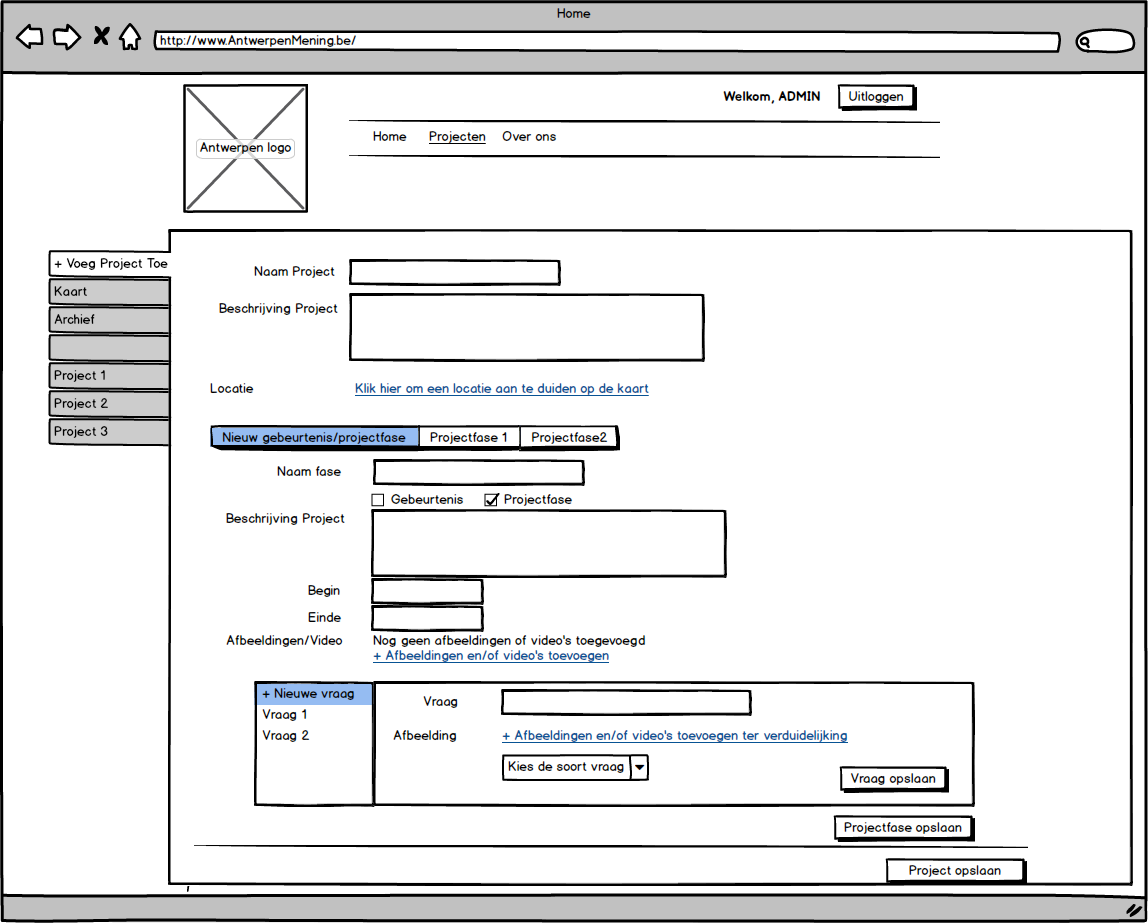 Home
http://www.AntwerpenMening.be/
Welkom, ADMIN Uitloggen
Antwerpen logo
Home Projecten Over ons
+ Voeg Project Toe
Kaart
Archief
Project 1
Project 2
Project 3
Naam Project
Beschrijving Project
Locatie Klik hier om een locatie aan te duiden op de kaart
Nieuw gebeurtenis/projectfase Projectfase 1 Projectfase2
Naam fase
Gebeurtenis Projectfase
Beschrijving Project
Begin
Einde
Afbeeldingen/Video Nog geen afbeeldingen of video's toegevoegd
+ Afbeeldingen en/of video's toevoegen
+ Nieuwe vraag
Vraag 1
Vraag 2
Vraag
Afbeelding + Afbeeldingen en/of video's toevoegen ter verduidelijking
Kies de soort vraag
Vraag opslaan
Projectfase opslaan
Project opslaan